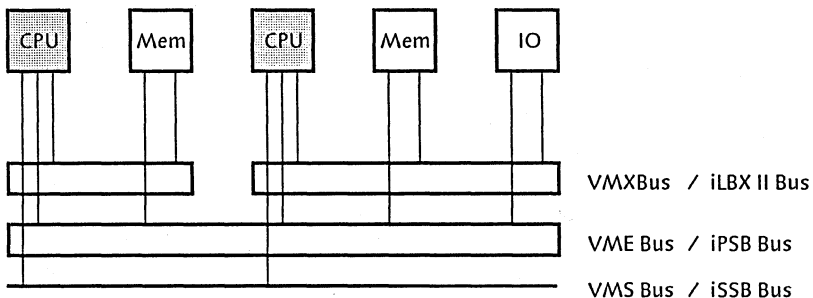 CPU Mem CPU Mem IO
VMXBus / iLBX II Bus
VME Bus / iPSB Bus
VMS Bus / iSSB Bus